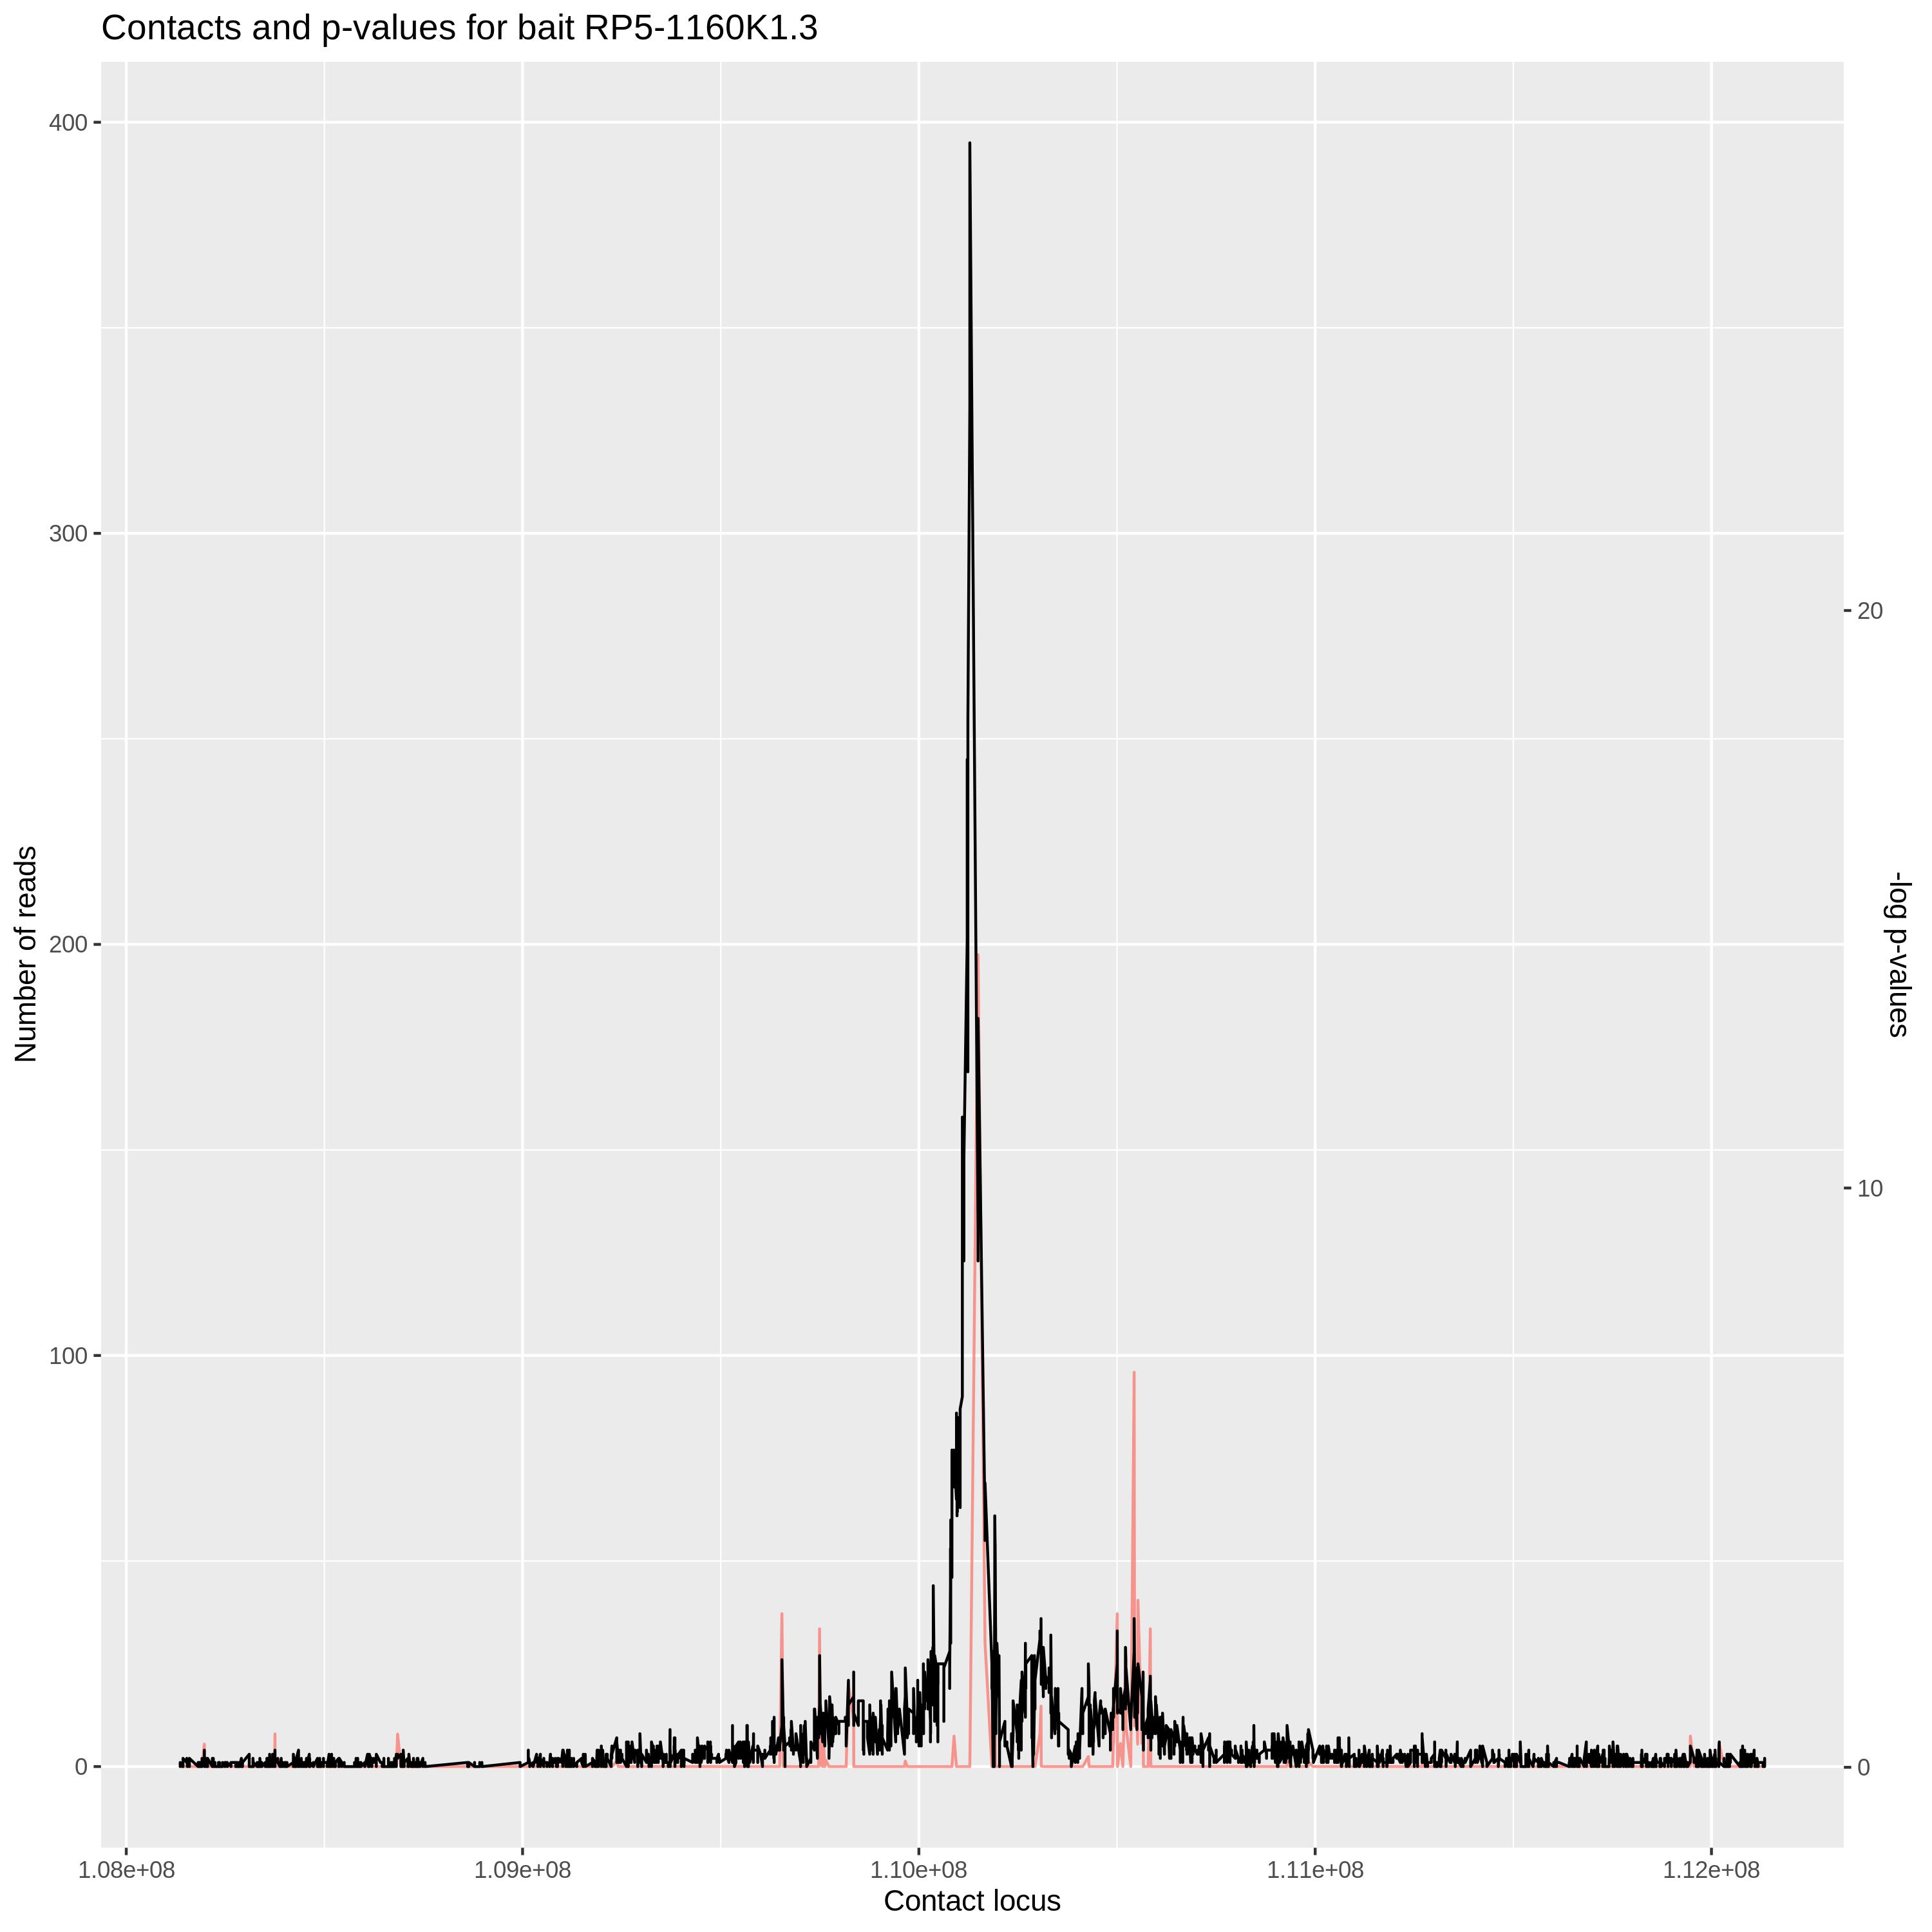 Contacts and p-values for bait RP5-1160K1.3
400
300
200
100
0
Number of reads
20
10
0
-log p-values
1.08e+08
1.09e+08
1.10e+08
1.11e+08
1.12e+08
Contact locus